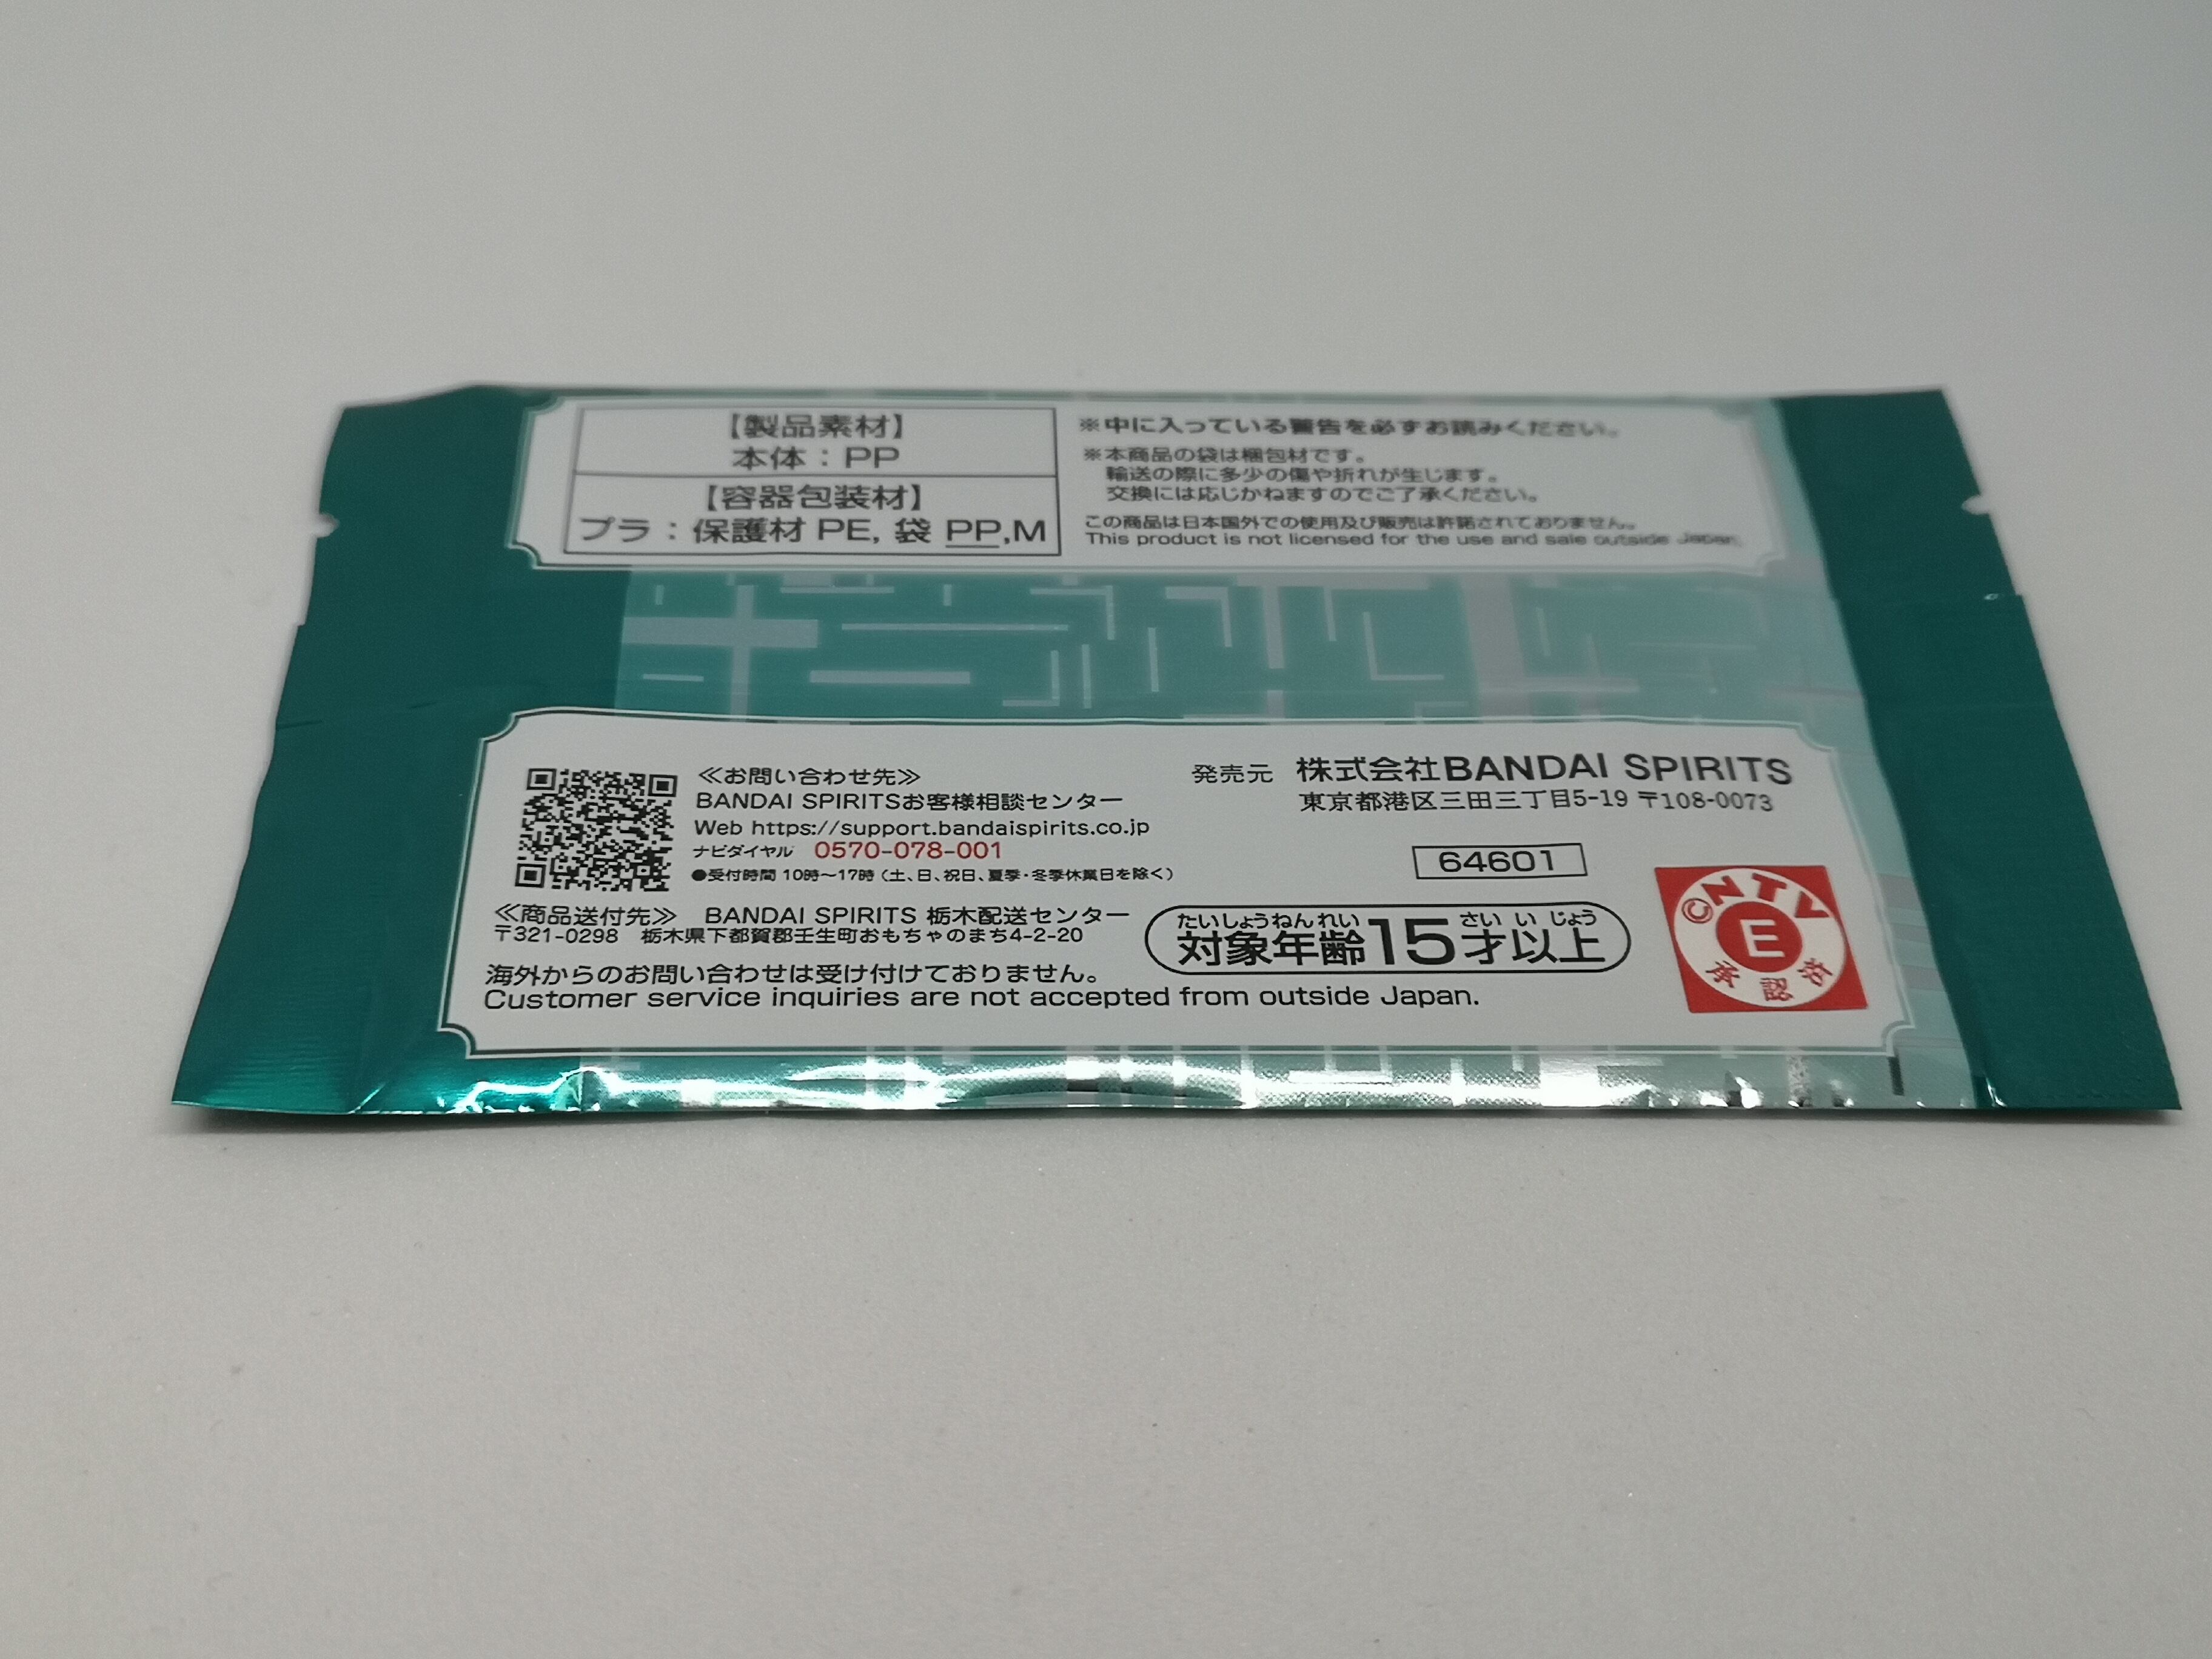 【製品素材】
本体：PP
【容器包装材】
プラ：保護材 PE, 袋 PP,M
※中に入っている警告を必ずお読みください。
※本商品の袋は梱包材です。
輸送の際に多少の傷や折れが生じます。
交換には応じかねますのでご了承ください。
この商品は日本国外での使用及び販売は許諾されておりません。
This product is not licensed for the use and sale outside Japan.
≪お問い合わせ先≫
BANDAI SPIRITSお客様相談センター
Web https://support.bandaispirits.co.jp
ナビダイヤル 0570-078-001
●受付時間 10時～17時（土、日、祝日、夏季・冬季休業日を除く）
≪商品送付先≫ BANDAI SPIRITS 栃木配送センター
〒321-0298 栃木県下都賀郡壬生町おもちゃのまち4-2-20
海外からのお問い合わせは受け付けておりません。
Customer service inquiries are not accepted from outside Japan.
発売元 株式会社BANDAI SPIRITS
東京都港区三田三丁目5-19 〒108-0073
64601
たいしょうねんれい さい い じょう
対象年齢15才以上
©NTV
E
承認済